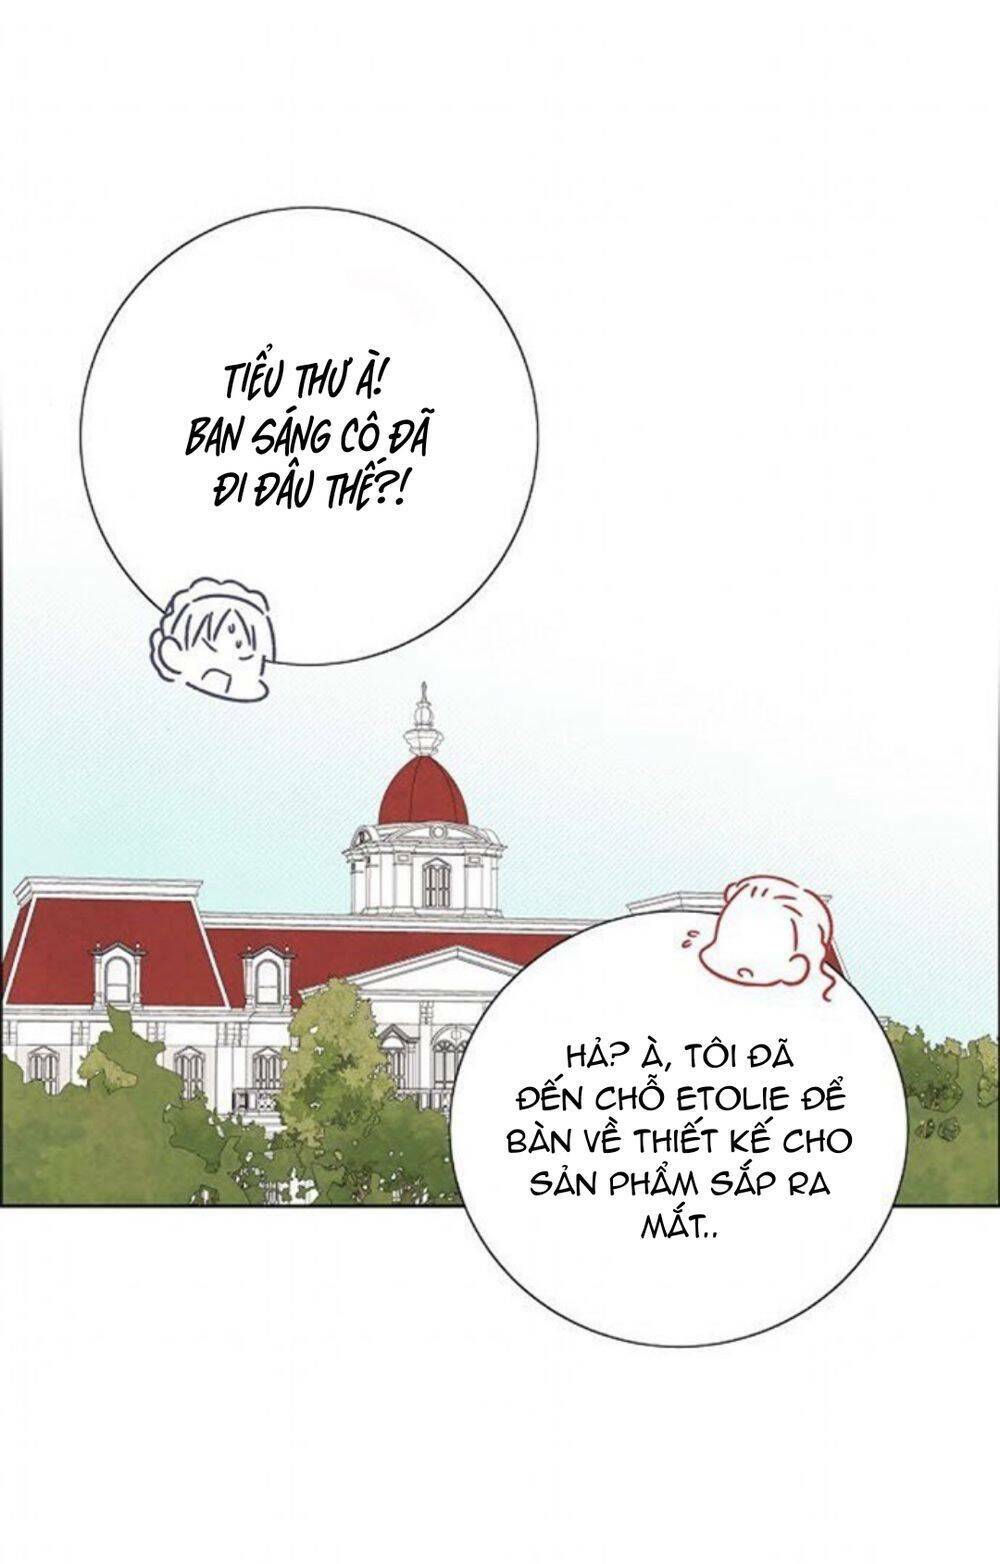 TIỂU THƯ À!
BAN SÁNG CÔ ĐÃ
ĐI ĐÂU THẾ?!
HẢ? À, TÔI ĐÃ
ĐẾN CHỖ ETOLIE ĐỂ
BÀN VỀ THIẾT KẾ CHO
SẢN PHẨM SẮP RA
MẮT..